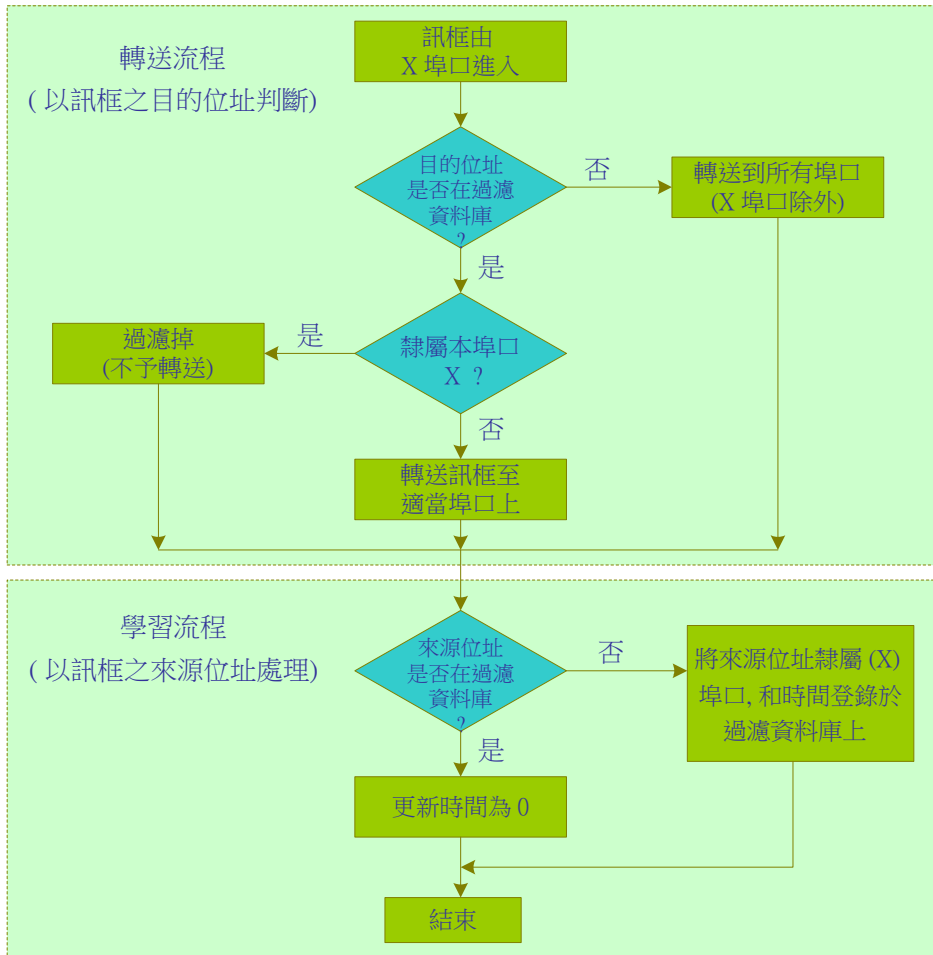 轉送流程
( 以訊框之目的位址判斷)
訊框由
X 埠口進入
目的位址
是否在過濾
資料庫
?
否
轉送到所有埠口
(X 埠口除外)
是
隸屬本埠口
X ?
是
過濾掉
(不予轉送)
否
轉送訊框至
適當埠口上
學習流程
( 以訊框之來源位址處理)
來源位址
是否在過濾
資料庫
?
否
將來源位址隸屬 (X)
埠口, 和時間登錄於
過濾資料庫上
是
更新時間為 0
結束